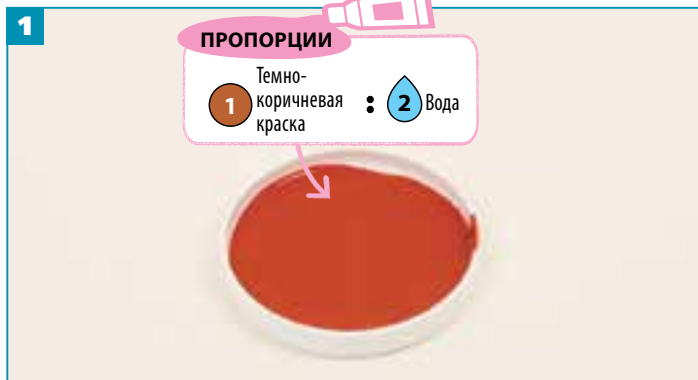 1
ПРОПОРЦИИ
1 Темно-
коричневая
краска
:
2 Вода